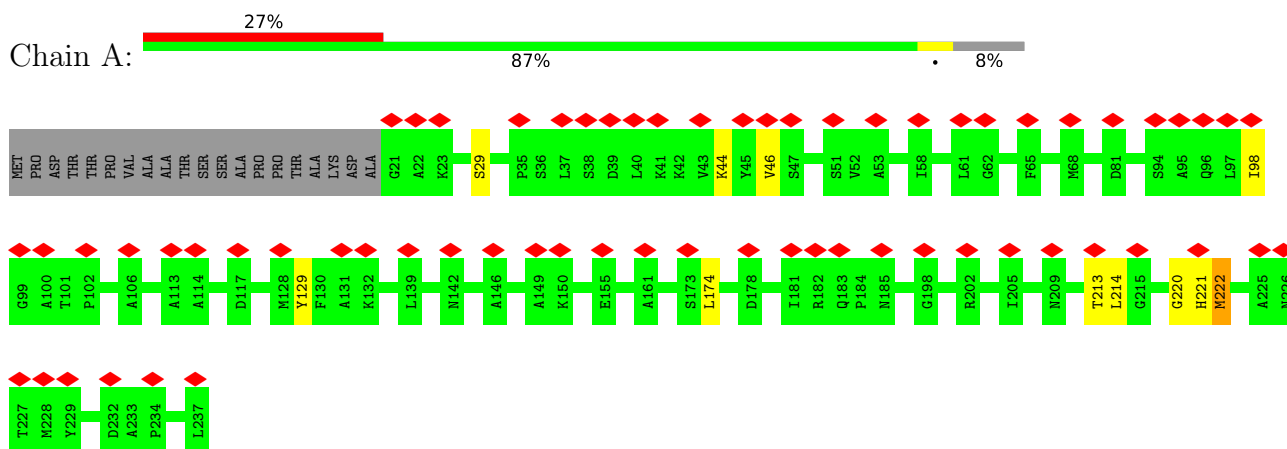 27%
Chain A:
87% • 8%
MET PRO ASP THR THR PRO VAL ALA ALA THR SER SER ALA PRO PRO THR ALA LYS ASP ALA G21 A22 K23 S29 P35 S36 L37 S38 D39 L40 K41 K42 V43 K44 Y45 V46 S47 S51 V52 A53 I58 L61 G62 F65 M68 D81 S94 A95 Q96 L97 I98
G99 A100 T101 P102 A106 A113 A114 D117 M128 Y129 F130 A131 K132 L139 N142 A146 A149 K150 E155 A161 S173 L174 D178 I181 R182 Q183 P184 N185 G198 R202 I205 N209 T213 L214 G215 G220 H221 M222 A225 N226
T227 M228 Y229 D232 A233 P234 L237